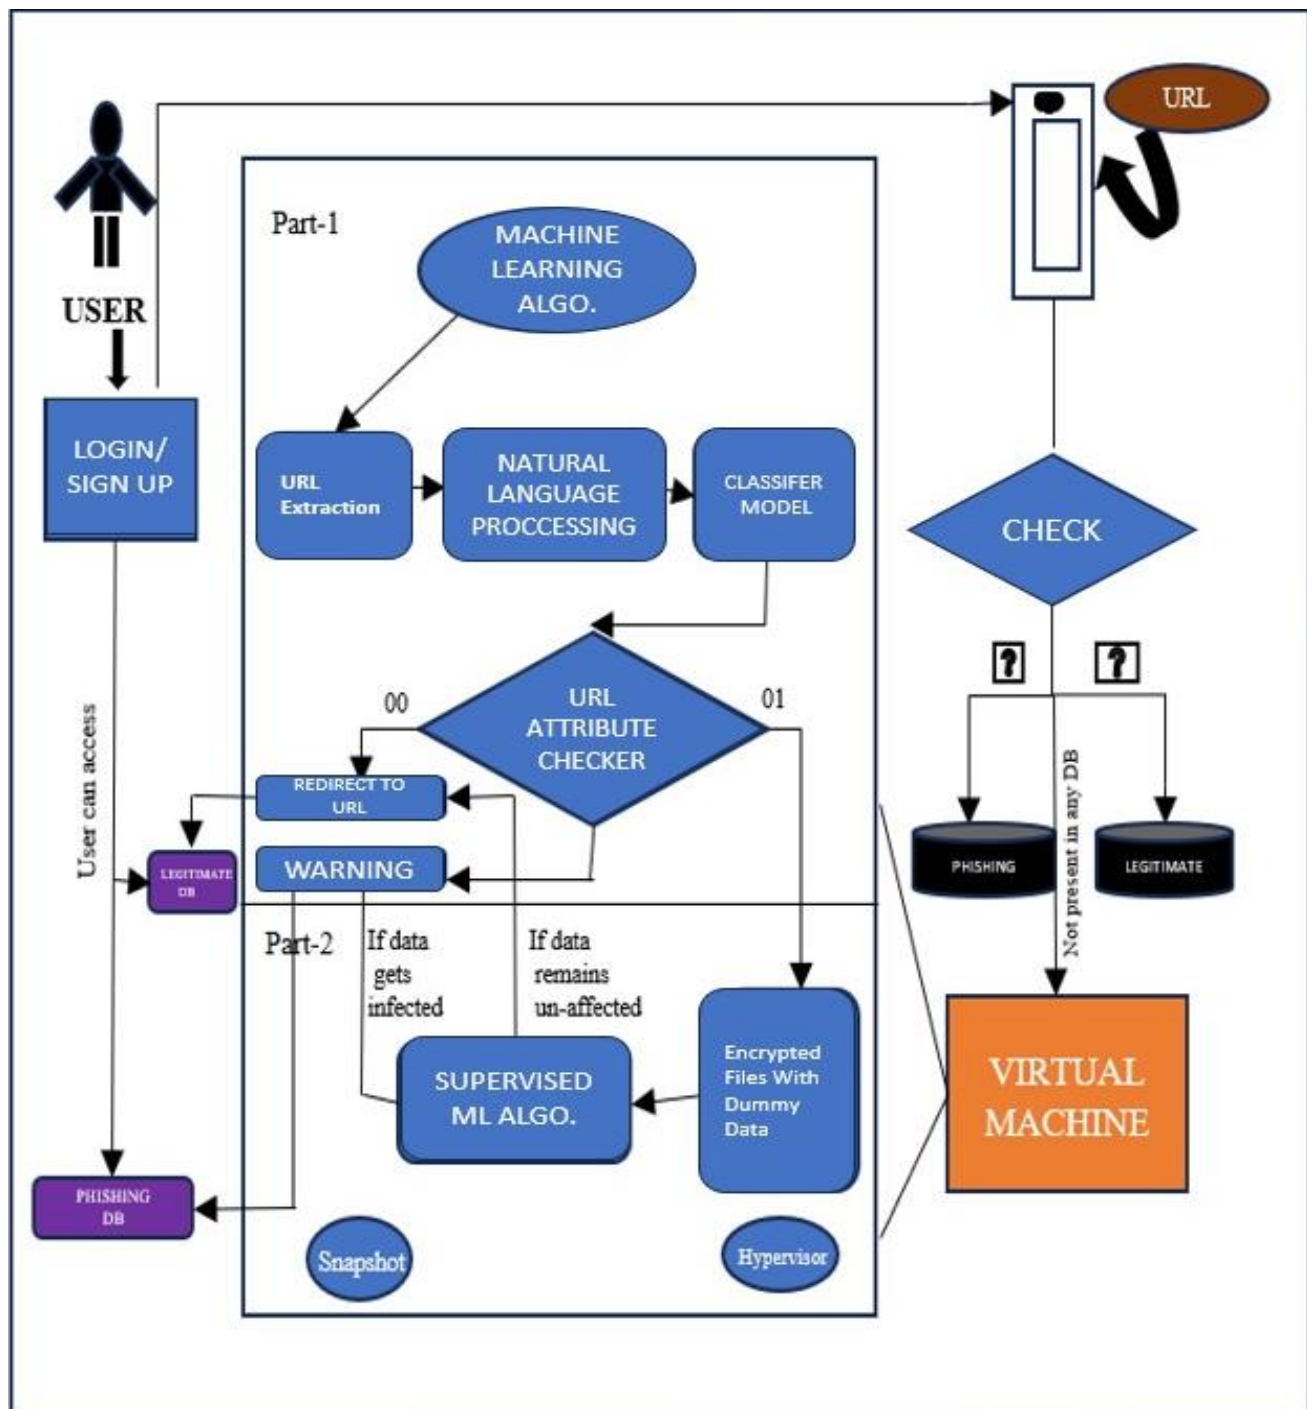 URL
Part-1
MACHINE
LEARNING
ALGO.
USER
LOGIN/
SIGN UP
URL
Extraction
NATURAL
LANGUAGE
PROCCESSING
CLASSIFER
MODEL
CHECK
?
?
00
01
URL
ATTRIBUTE
CHECKER
User can access
REDIRECT TO
URL
Not present in any DB
LEGITIMATE
DB
WARNING
PHISHING
LEGITIMATE
Part-2
If data
gets
infected
If data
remains
un-affected
Encrypted
Files With
Dummy
Data
SUPERVISED
ML ALGO.
VIRTUAL
MACHINE
PHISHING
DB
Snapshot
Hypervisor